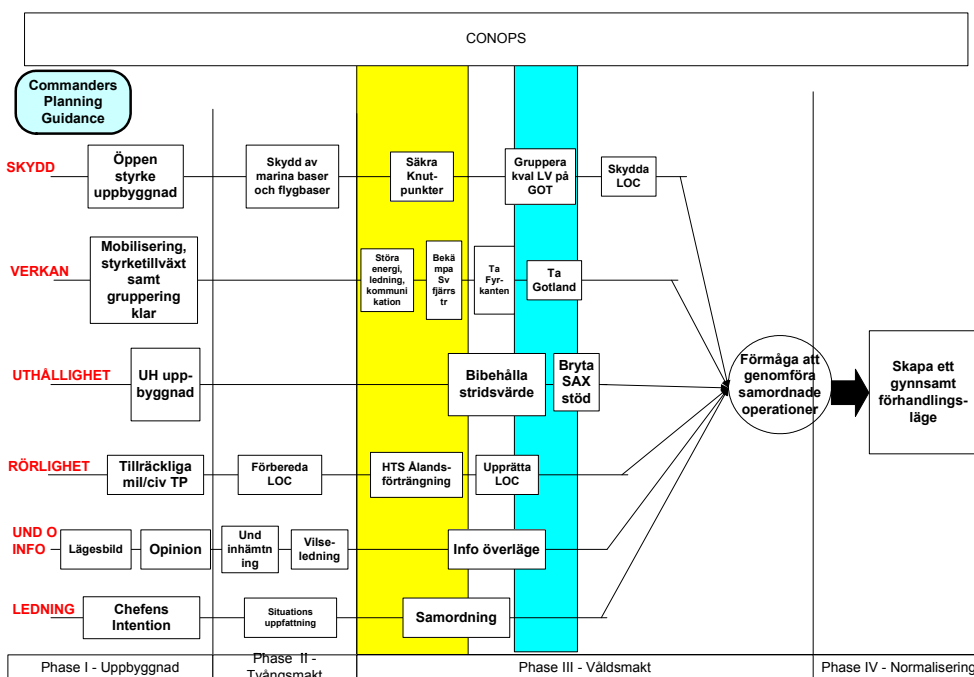 CONOPS
Commanders
Planning
Guidance
SKYDD
Öppen
styrke
uppbyggnad
Skydd av
marina baser
och flygbaser
Säkra
Knut-
punkter
Gruppera
kval LV på
GOT
Skydda
LOC
VERKAN
Mobilisering,
styrketillväxt
samt
gruppering
klar
Störa
energi,
ledning,
kommuni
kation
Bekä
mpa
Sv
fjärrs
tr
Ta
Fyr-
kanten
Ta
Gotland
UTHÅLLIGHET
UH upp-
byggnad
Bibehålla
stridsvärde
Bryta
SAX
stöd
Förmåga att
genomföra
samordnade
operationer
Skapa ett
gynnsamt
förhandlings-
läge
RÖRLIGHET
Tillräckliga
mil/civ TP
Förbereda
LOC
HTS Ålands-
förträngning
Upprätta
LOC
UND O
INFO
Lägesbild
Opinion
Und
inhämtn
ing
Vilse-
ledning
Info överläge
LEDNING
Chefens
Intention
Situations
uppfattning
Samordning
Phase I - Uppbyggnad
Phase II -
Tvångsmakt
Phase III - Våldsmakt
Phase IV - Normalisering